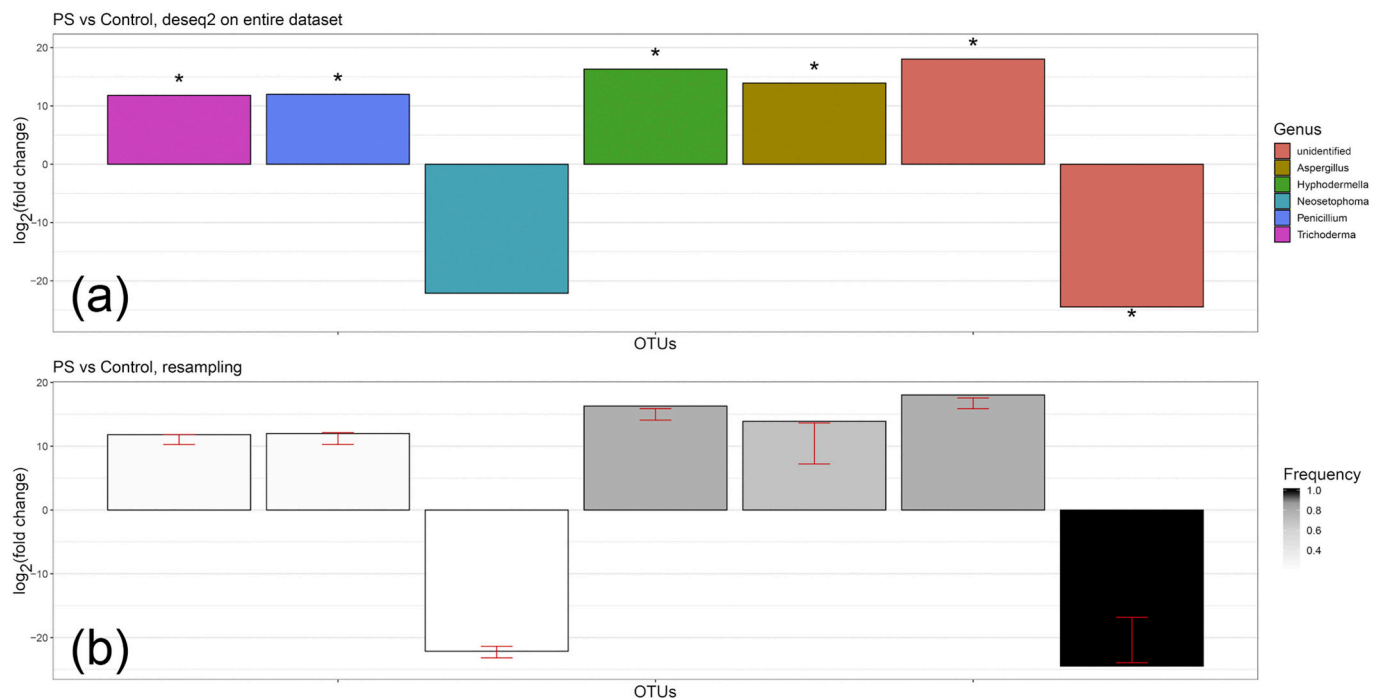 PS vs Control, deseq2 on entire dataset
20
10
0
−10
−20
log2(fold change)
* * * * * *
(a)
OTUs
Genus
unidentified
Aspergillus
Hyphodermella
Neosetophoma
Penicillium
Trichoderma
PS vs Control, resampling
20
10
0
−10
−20
log2(fold change)
(b)
OTUs
Frequency
1.0
0.8
0.6
0.4